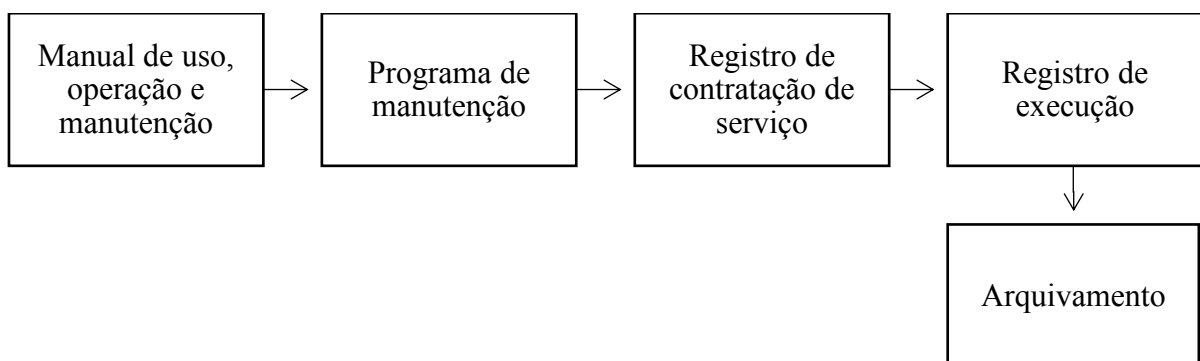 Manual de uso,
operação e
manutenção
Programa de
manutenção
Registro de
contratação de
serviço
Registro de
execução
Arquivamento